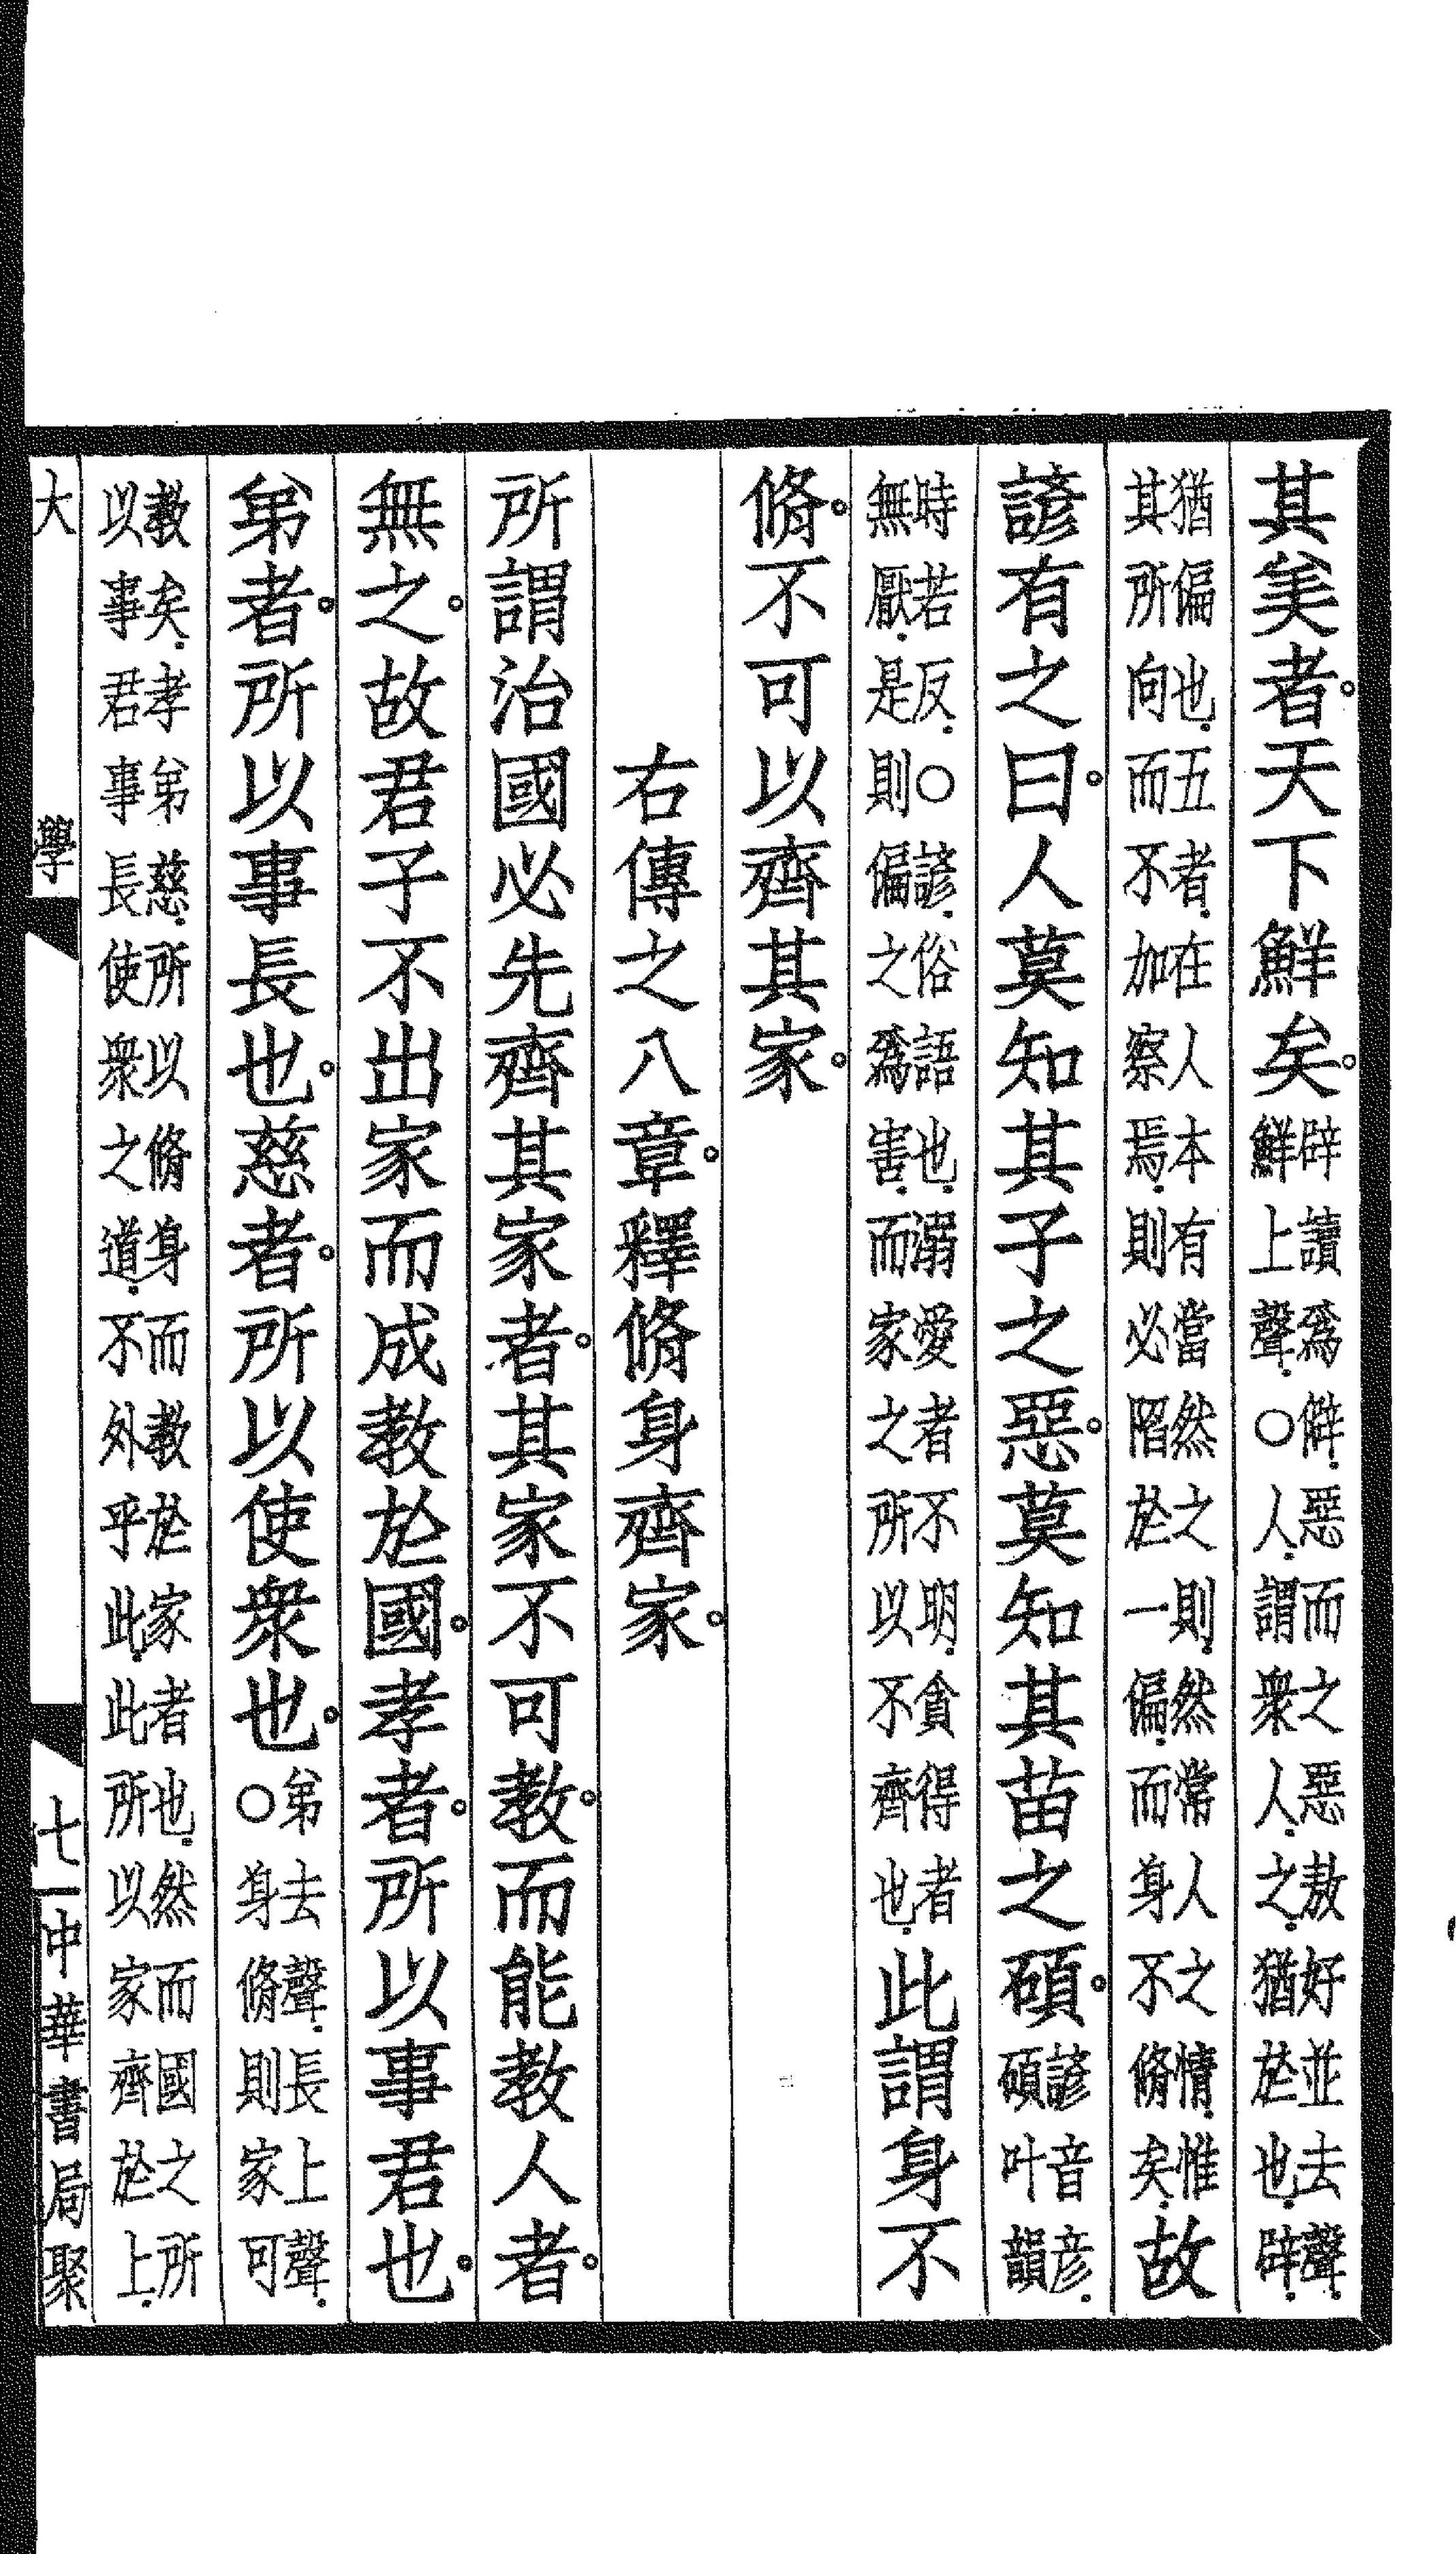 其美者。天下鮮矣。辟讀爲僻.惡而之惡敖好並去聲.鮮上聲.○人.謂衆人.之.猶於也.辟.
猶偏也.五者.在人本有當然之則.然常人之情.惟其所向而不加察焉.則必陷於一偏.而身不脩矣.故
諺有之曰。人莫知其子之惡。莫知其苗之碩。諺音彥.碩叶韻
時若反.○諺.俗語也.溺愛者不明.貪得者無厭.是則偏之爲害.而家之所以不齊也.此謂身不
脩。不可以齊其家。
右傳之八章。釋脩身齊家。
所謂治國必先齊其家者。其家不可教。而能教人者。
無之。故君子不出家而成教於國。孝者。所以事君也。
弟者。所以事長也。慈者。所以使衆也。弟去聲.長上聲.○身脩則家可
教矣.孝弟慈.所以脩身而教於家者也.然而國之所以事君事長使衆之道.不外乎此.此所以家齊於上.
大學 七一中華書局聚